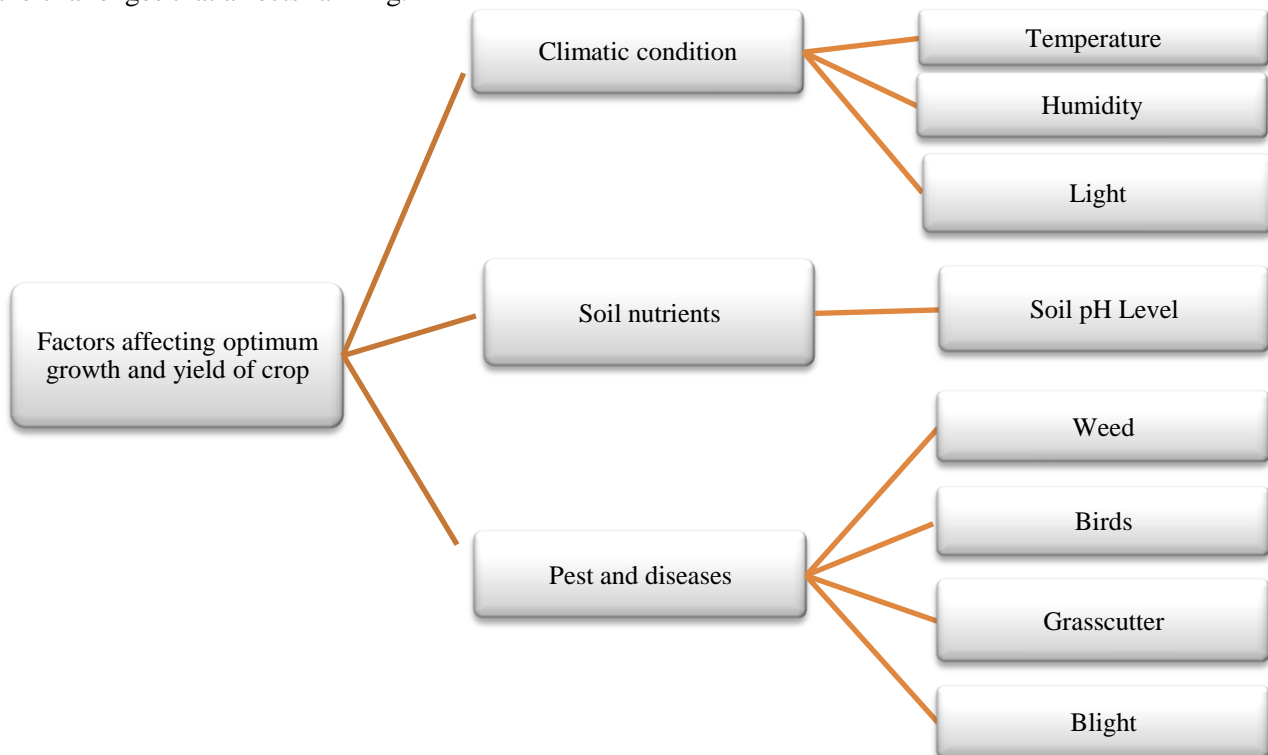 Climatic condition
Temperature
Humidity
Light
Factors affecting optimum
growth and yield of crop
Soil nutrients
Soil pH Level
Pest and diseases
Weed
Birds
Grasscutter
Blight